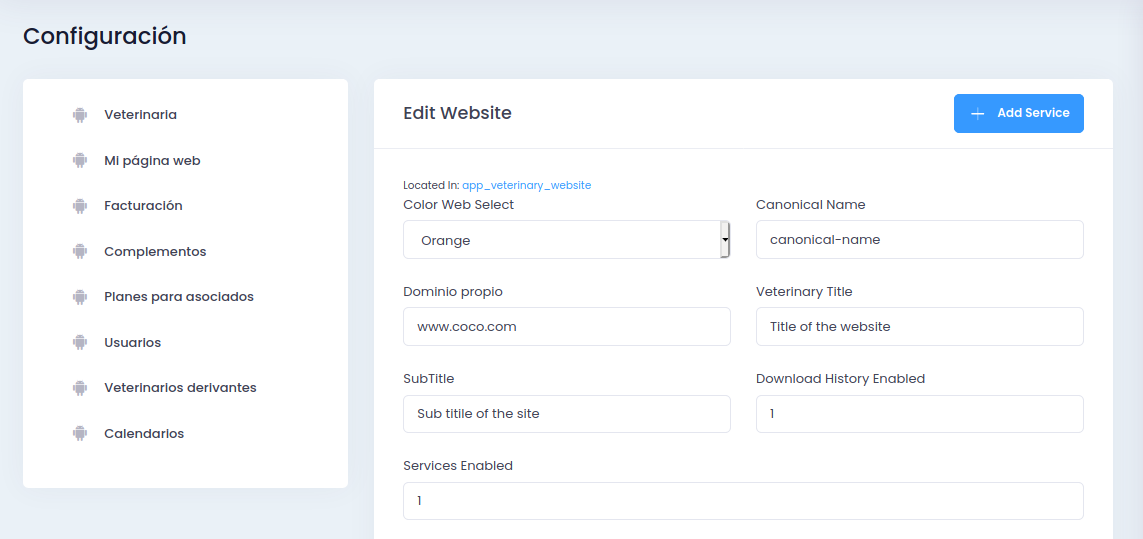 Configuración
Veterinaria
Mi página web
Facturación
Complementos
Planes para asociados
Usuarios
Veterinarios derivantes
Calendarios
Edit Website
Add Service
Located In: app_veterinary_website
Color Web Select
Orange
Canonical Name
canonical-name
Dominio propio
www.coco.com
Veterinary Title
Title of the website
SubTitle
Sub titile of the site
Download History Enabled
1
Services Enabled
1